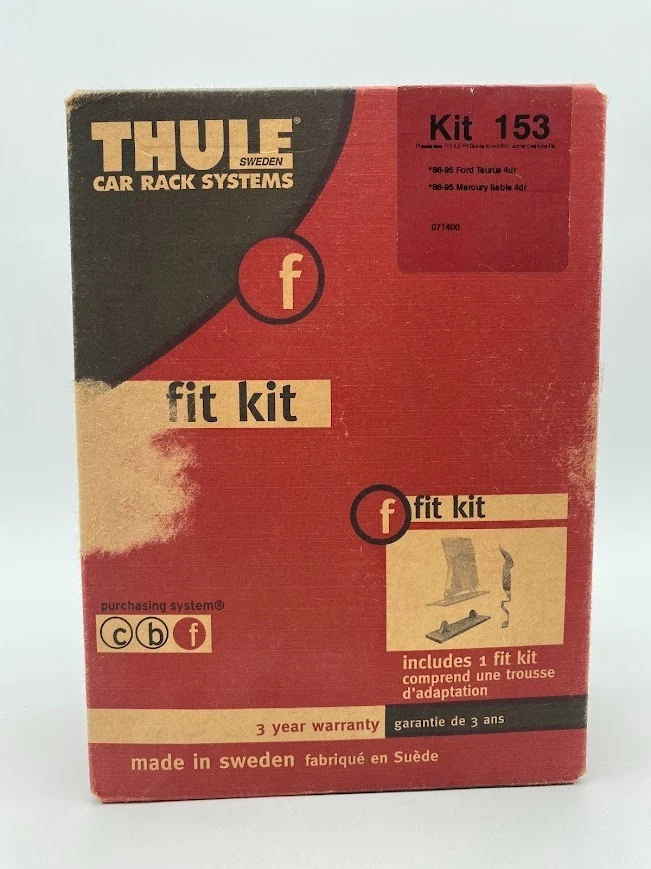 THULE®
SWEDEN
CAR RACK SYSTEMS
Kit 153
*86-95 Ford Taurus 4dr
*86-95 Mercury Sable 4dr
071400
f
fit kit
f fit kit
purchasing system®
c b f
includes 1 fit kit
comprend une trousse
d'adaptation
3 year warranty garantie de 3 ans
made in sweden fabriqué en Suède